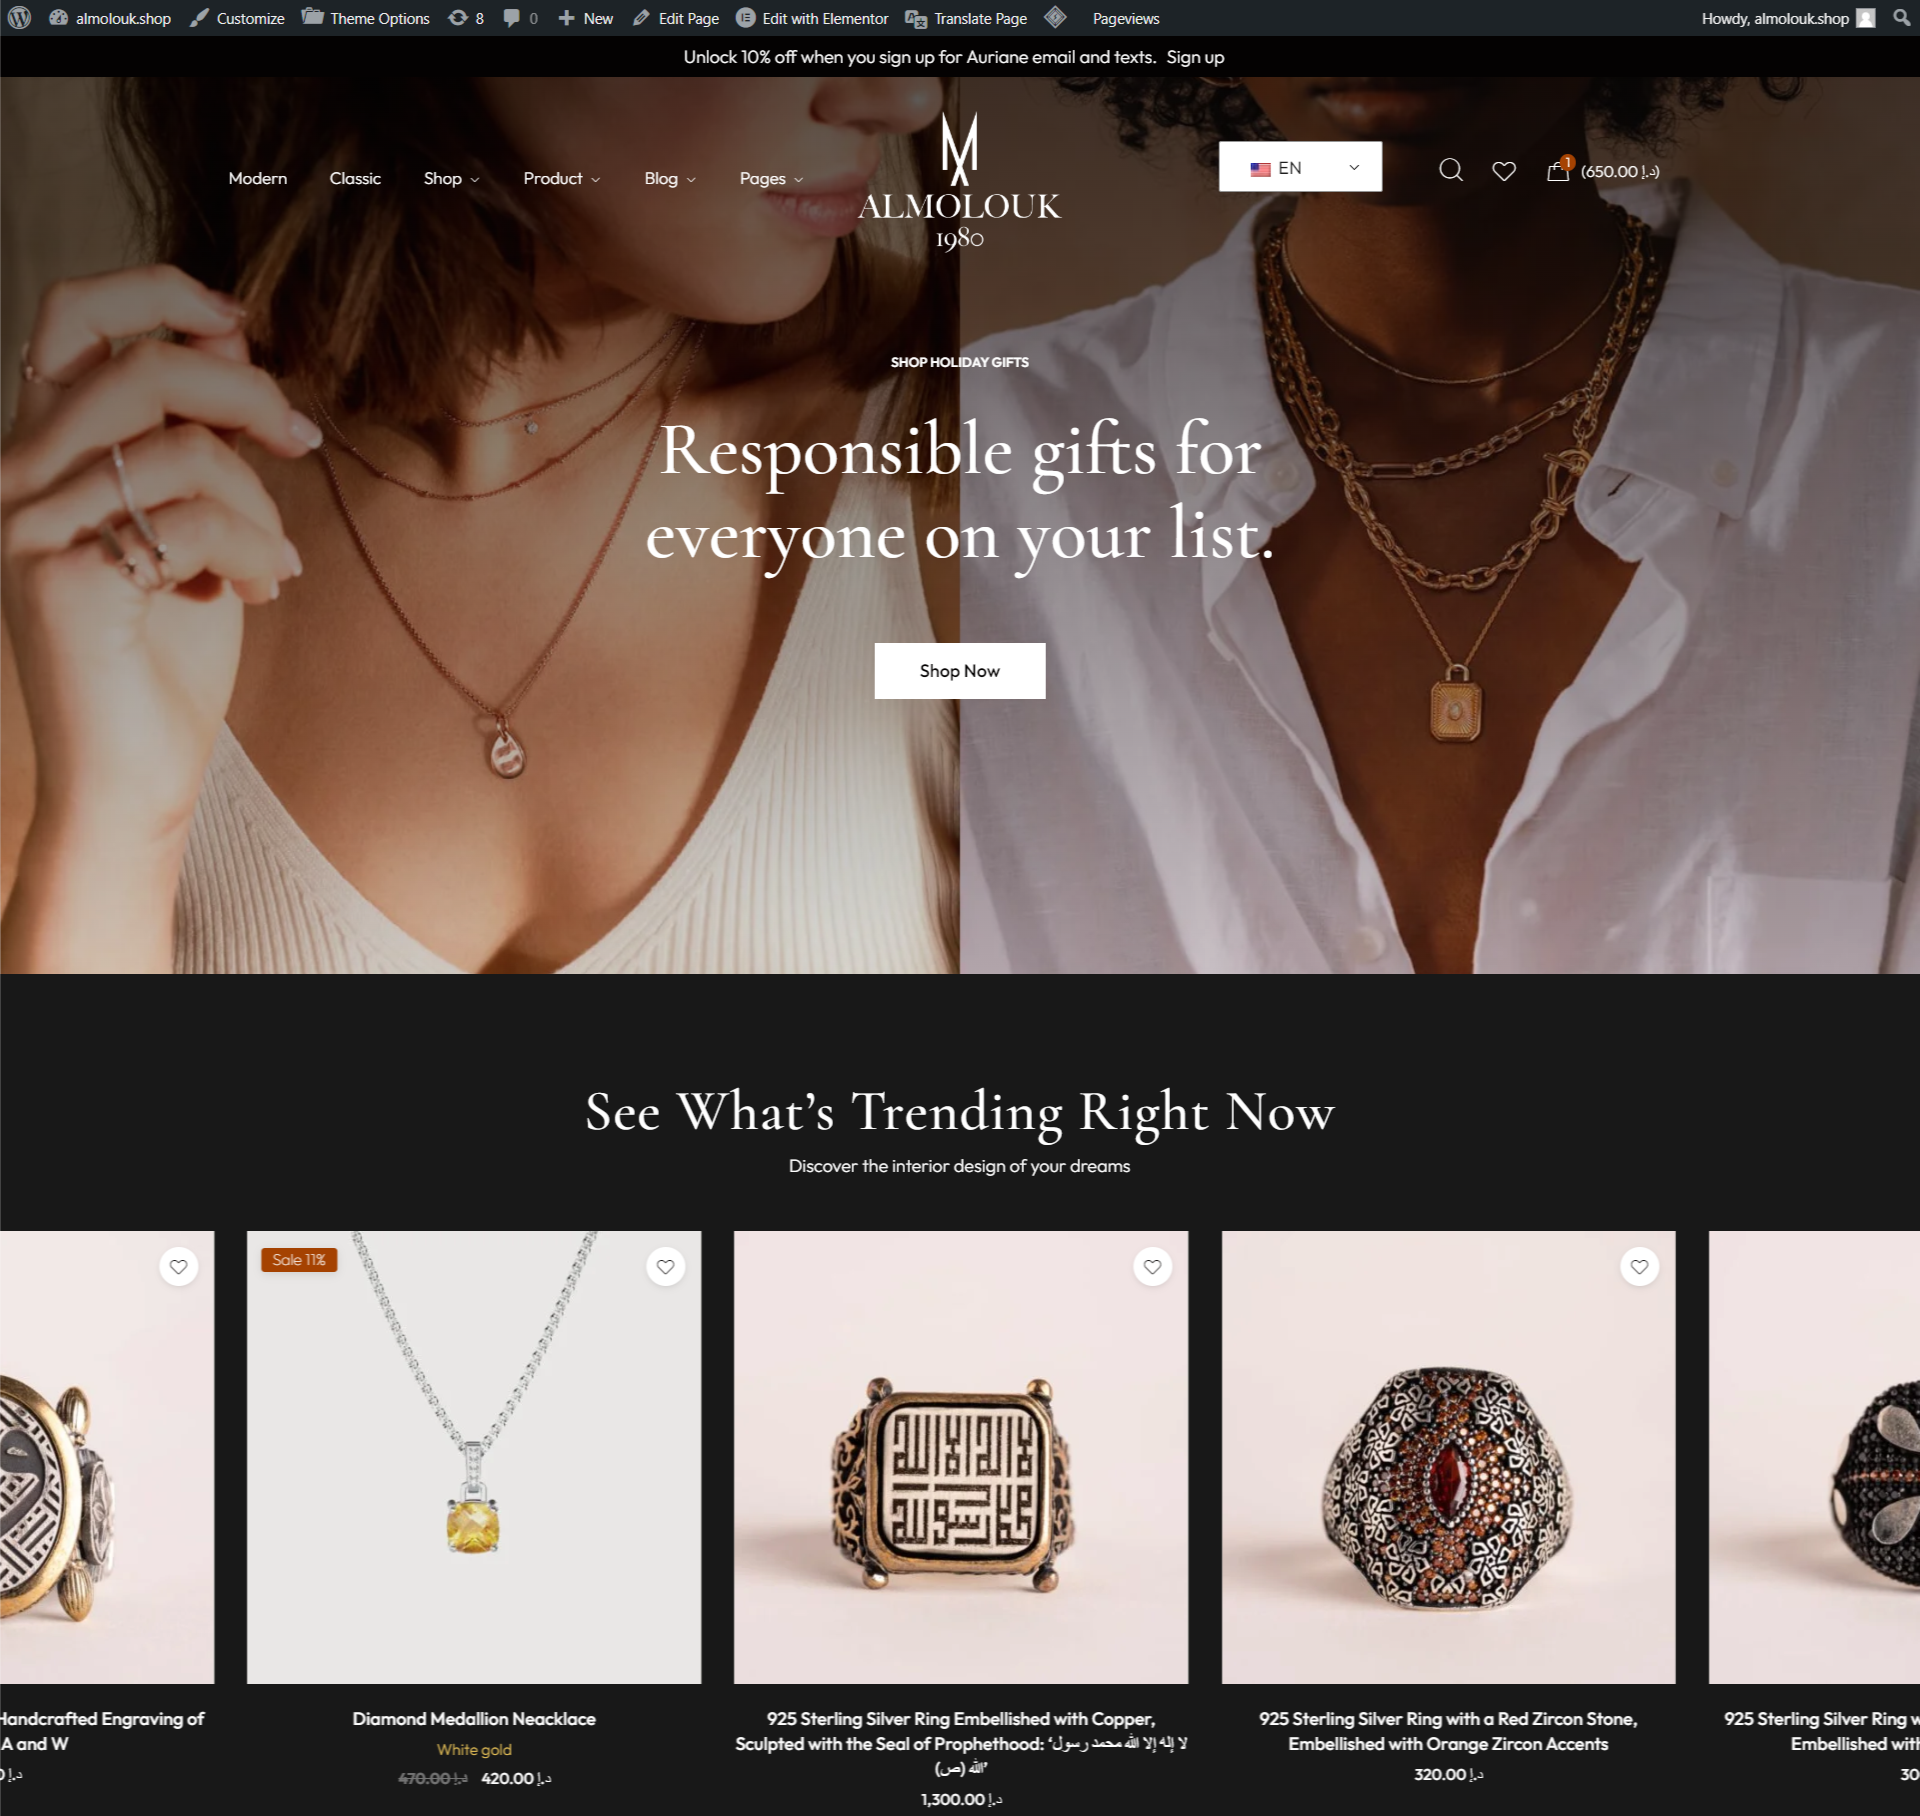 almolouk.shop Customize Theme Options 8 0 New Edit Page Edit with Elementor Translate Page Pageviews Howdy, almolouk.shop
Unlock 10% off when you sign up for Auriane email and texts. Sign up
Modern Classic Shop Product Blog Pages
M
ALMOLOUK
1980
EN
1
(650.00 د.إ)
SHOP HOLIDAY GIFTS
Responsible gifts for
everyone on your list.
Shop Now
See What's Trending Right Now
Discover the interior design of your dreams
Sale 11%
Handcrafted Engraving of
A and W
د.إ
Diamond Medallion Neacklace
White gold
470.00 د.إ 420.00 د.إ
925 Sterling Silver Ring Embellished with Copper,
Sculpted with the Seal of Prophethood: ‘لا إله إلا الله محمد رسول
الله (ص)’
1,300.00 د.إ
925 Sterling Silver Ring with a Red Zircon Stone,
Embellished with Orange Zircon Accents
320.00 د.إ
925 Sterling Silver Ring
Embellished with